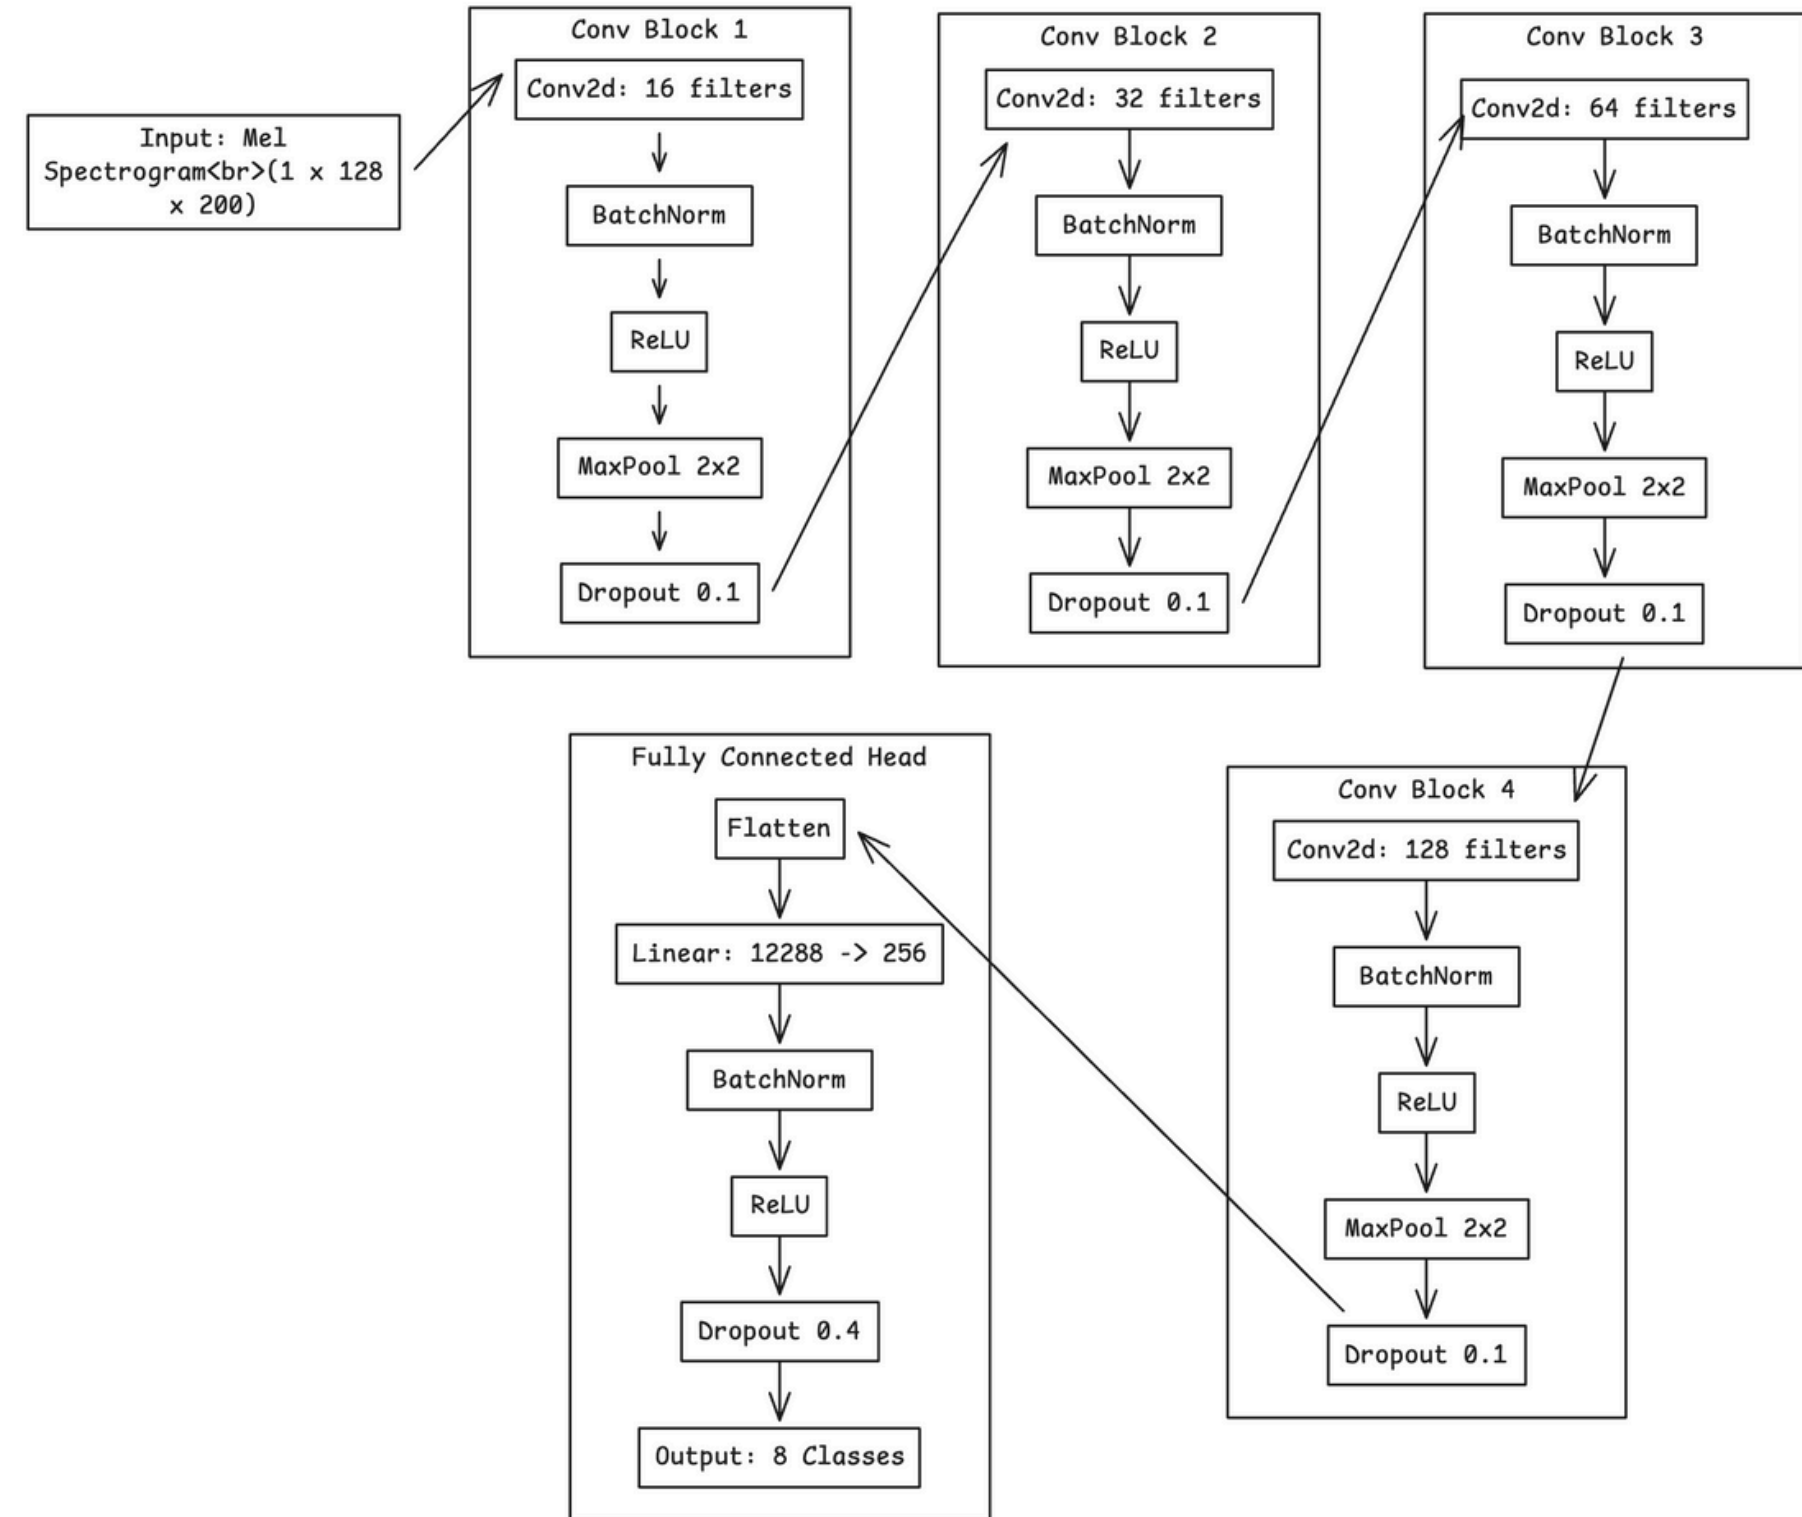 Input: Mel
Spectrogram<br>(1 x 128
x 200)
Conv Block 1
Conv2d: 16 filters
BatchNorm
ReLU
MaxPool 2x2
Dropout 0.1
Conv Block 2
Conv2d: 32 filters
BatchNorm
ReLU
MaxPool 2x2
Dropout 0.1
Conv Block 3
Conv2d: 64 filters
BatchNorm
ReLU
MaxPool 2x2
Dropout 0.1
Conv Block 4
Conv2d: 128 filters
BatchNorm
ReLU
MaxPool 2x2
Dropout 0.1
Fully Connected Head
Flatten
Linear: 12288 -> 256
BatchNorm
ReLU
Dropout 0.4
Output: 8 Classes